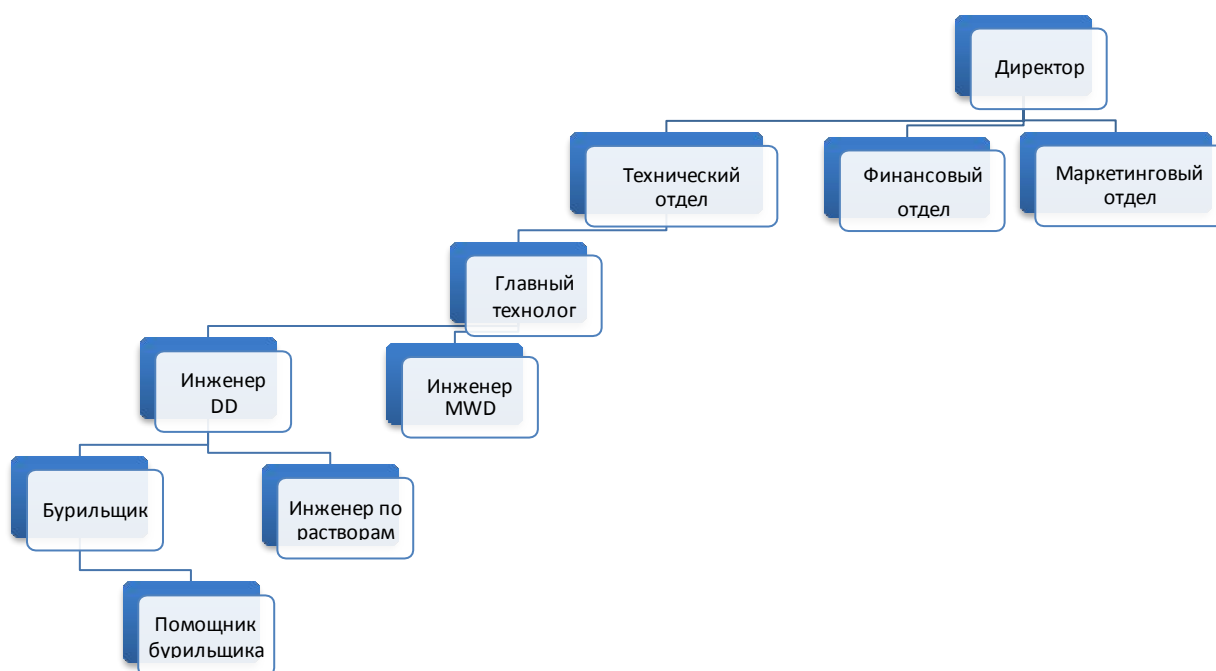 Директор
Технический
отдел
Финансовый
отдел
Маркетинговый
отдел
Главный
технолог
Инженер
DD
Инженер
MWD
Бурильщик
Инженер по
растворам
Помощник
бурильщика